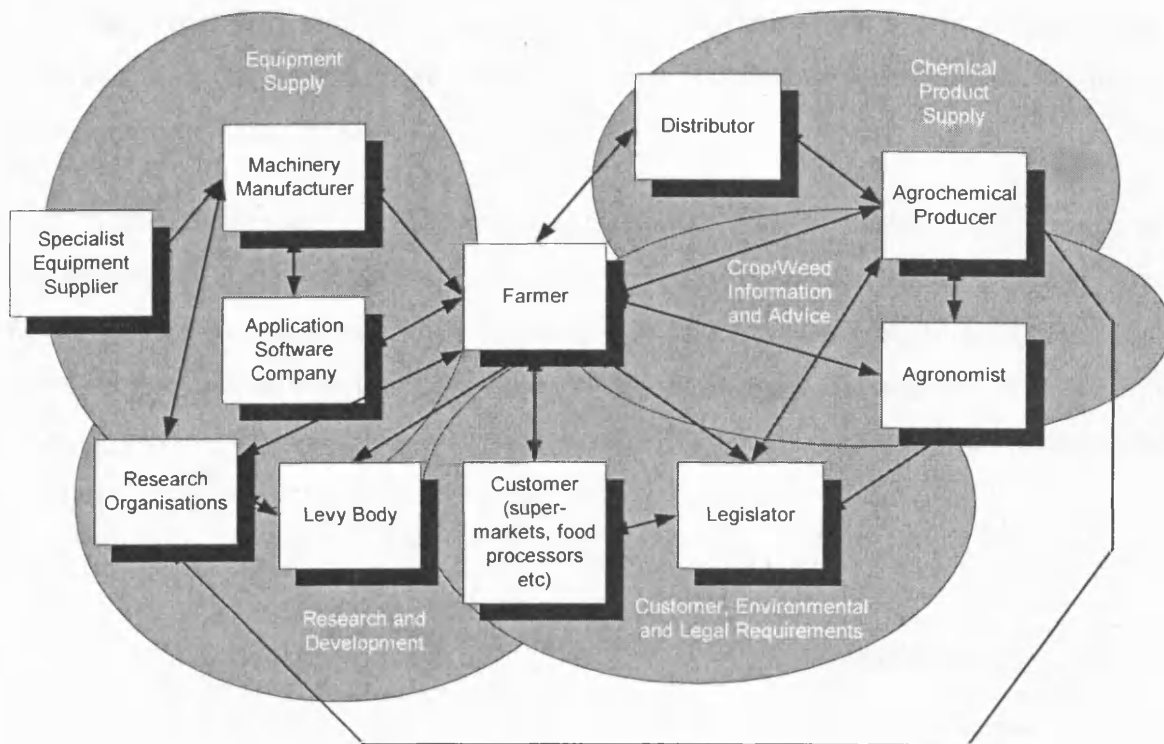 Equipment
Supply
Chemical
Product
Supply
Distributor
Machinery
Manufacturer
Agrochemical
Producer
Specialist
Equipment
Supplier
Farmer
Crop/Weed
Information
and Advice
Application
Software
Company
Agronomist
Research
Organisations
Levy Body
Customer
(super-
markets, food
processors
etc)
Legislator
Research and
Development
Customer, Environmental
and Legal Requirements